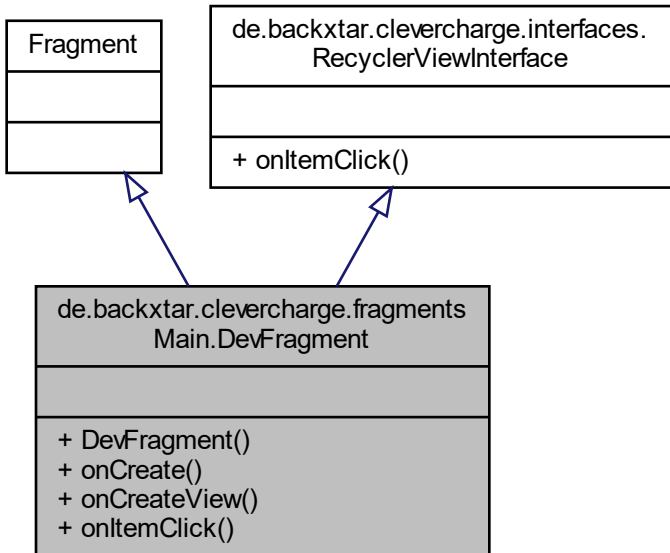 Fragment
de.backxtar.clevercharge.interfaces.
RecyclerViewInterface
+ onItemClick()
de.backxtar.clevercharge.fragments
Main.DevFragment
+ DevFragment()
+ onCreate()
+ onCreateView()
+ onItemClick()